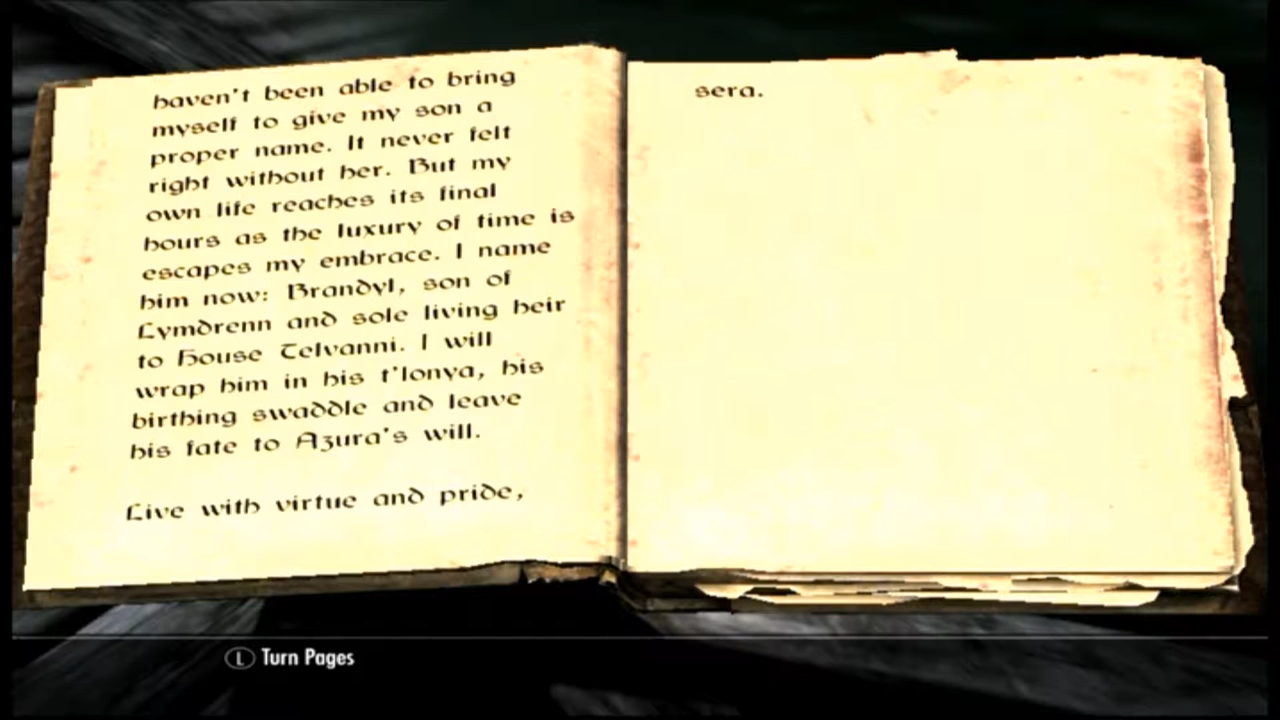 haven't been able to bring
myself to give my son a
proper name. It never felt
right without her. But my
own life reaches its final
hours as the luxury of time is
escapes my embrace. I name
him now: Brandyl, son of
Lymdrenn and sole living heir
to House Telvanni. I will
wrap him in his t'lonya, his
birthing swaddle and leave
his fate to Azura's will.
Live with virtue and pride,
sera.
L Turn Pages